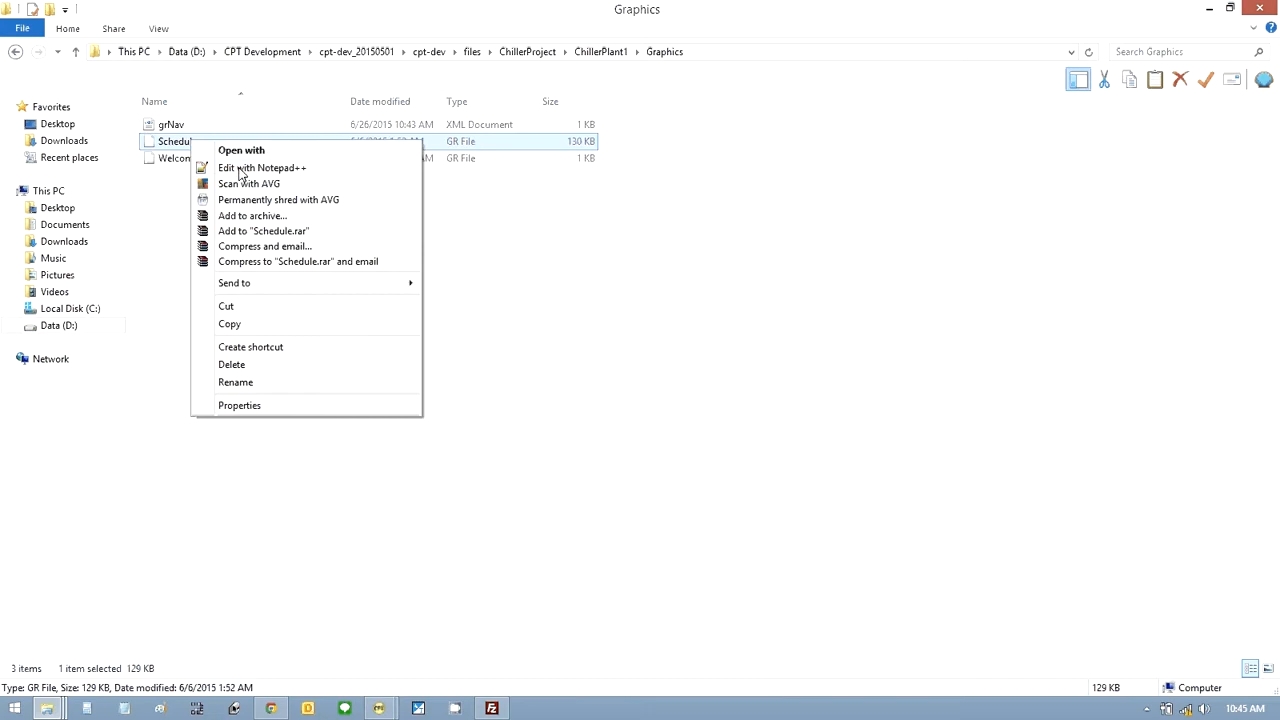 Graphics
File
Home
Share
View
This PC
Data (D:)
CPT Development
cpt-dev_20150501
cpt-dev
files
ChillerProject
ChillerPlant1
Graphics
Search Graphics
Name
Date modified
Type
Size
Favorites
Desktop
Downloads
Recent places
This PC
Desktop
Documents
Downloads
Music
Pictures
Videos
Local Disk (C:)
Data (D:)
Network
grNav
6/26/2015 10:43 AM
XML Document
1 KB
Schedul
GR File
130 KB
Welcom
GR File
1 KB
Open with
Edit with Notepad++
Scan with AVG
Permanently shred with AVG
Add to archive...
Add to "Schedule.rar"
Compress and email...
Compress to "Schedule.rar" and email
Send to
Cut
Copy
Create shortcut
Delete
Rename
Properties
3 items
1 item selected 129 KB
Type: GR File, Size: 129 KB, Date modified: 6/6/2015 1:52 AM
129 KB
Computer
10:45 AM